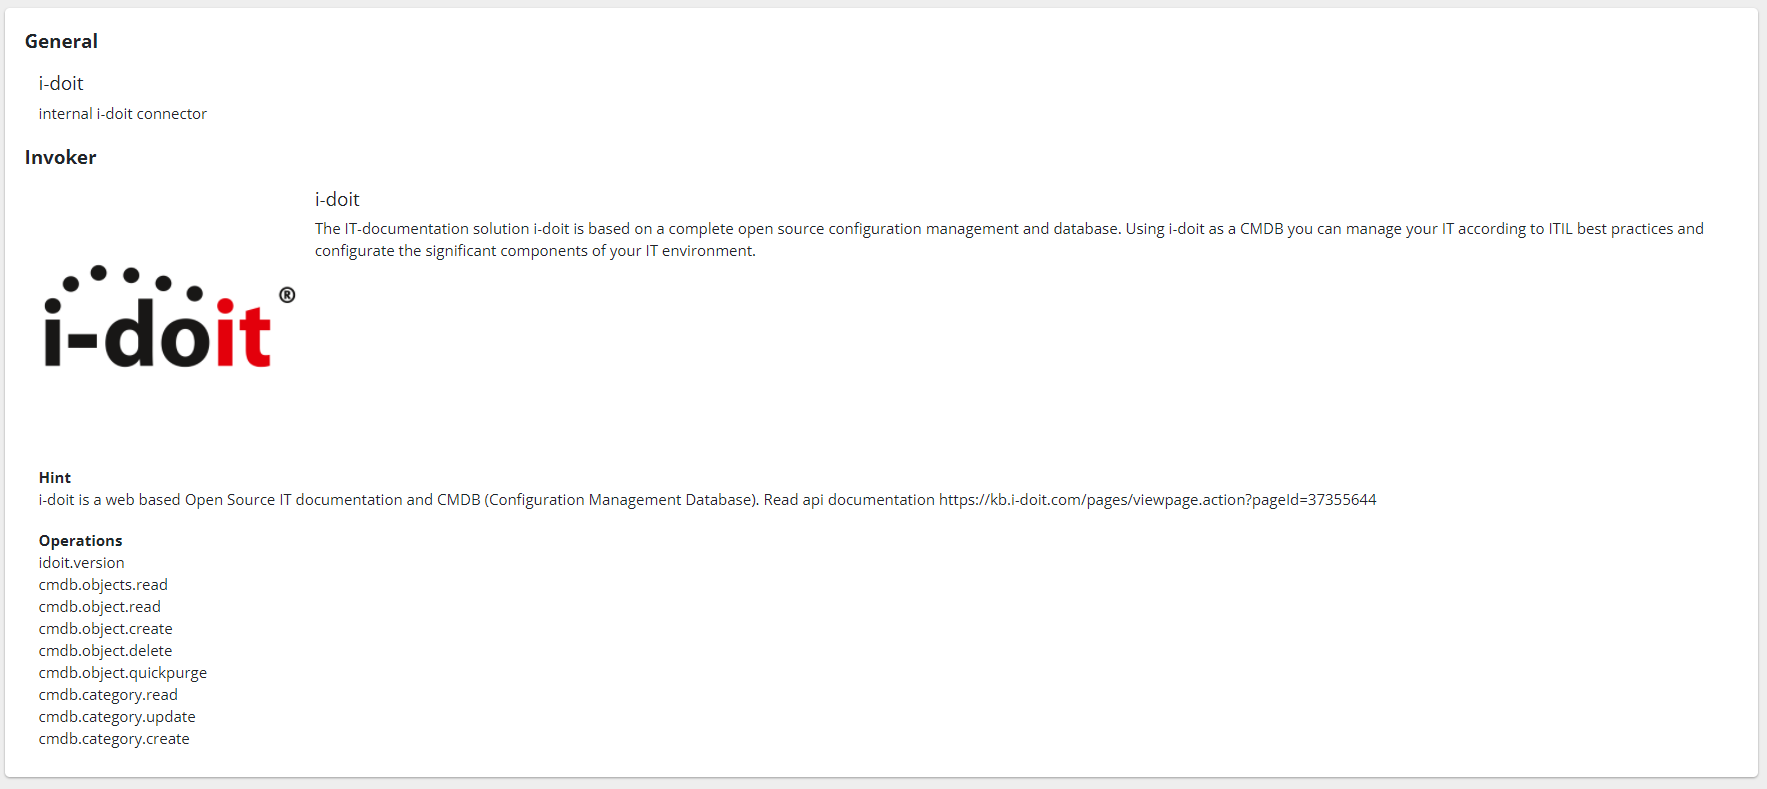 General
i-doit
internal i-doit connector
Invoker
i-doit
The IT-documentation solution i-doit is based on a complete open source configuration management and database. Using i-doit as a CMDB you can manage your IT according to ITIL best practices and
configurate the significant components of your IT environment.
i-doit®
Hint
i-doit is a web based Open Source IT documentation and CMDB (Configuration Management Database). Read api documentation https://kb.i-doit.com/pages/viewpage.action?pageId=37355644
Operations
idoit.version
cmdb.objects.read
cmdb.object.read
cmdb.object.create
cmdb.object.delete
cmdb.object.quickpurge
cmdb.category.read
cmdb.category.update
cmdb.category.create